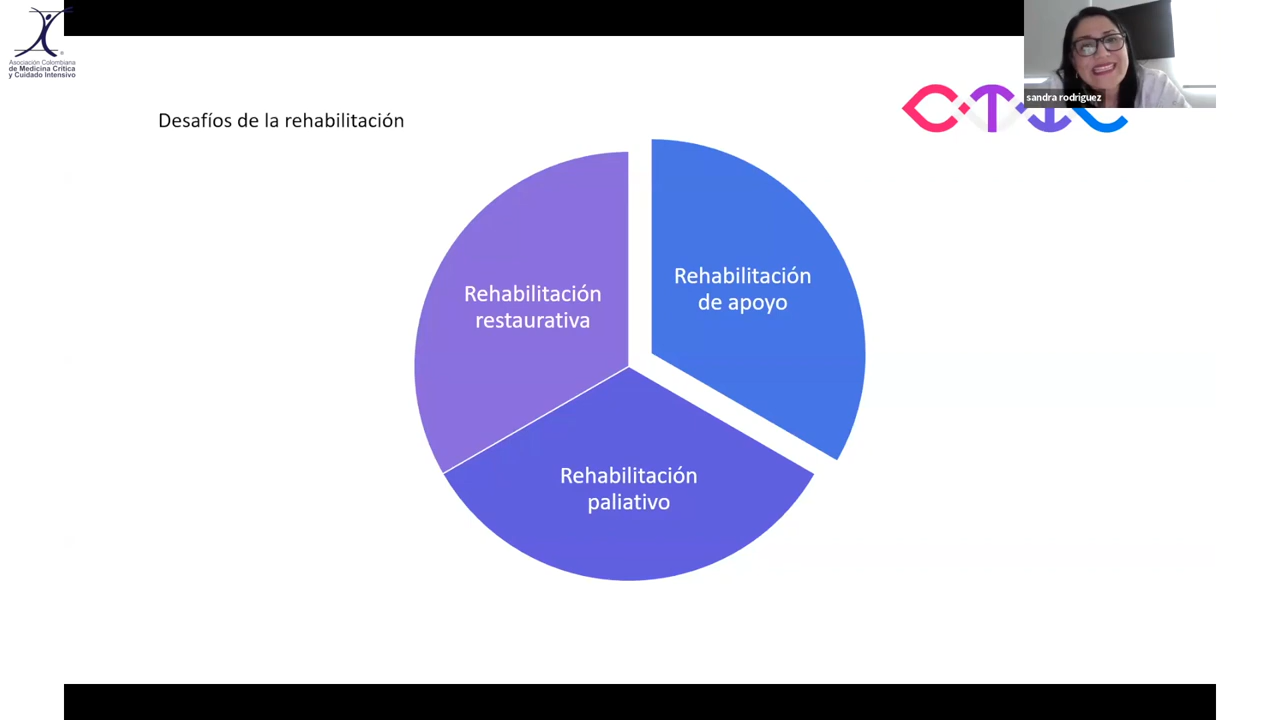 Asociación Colombiana
de Medicina Crítica
y Cuidado Intensivo
sandra rodriguez
CTIC
Desafíos de la rehabilitación
Rehabilitación
de apoyo
Rehabilitación
restaurativa
Rehabilitación
paliativo